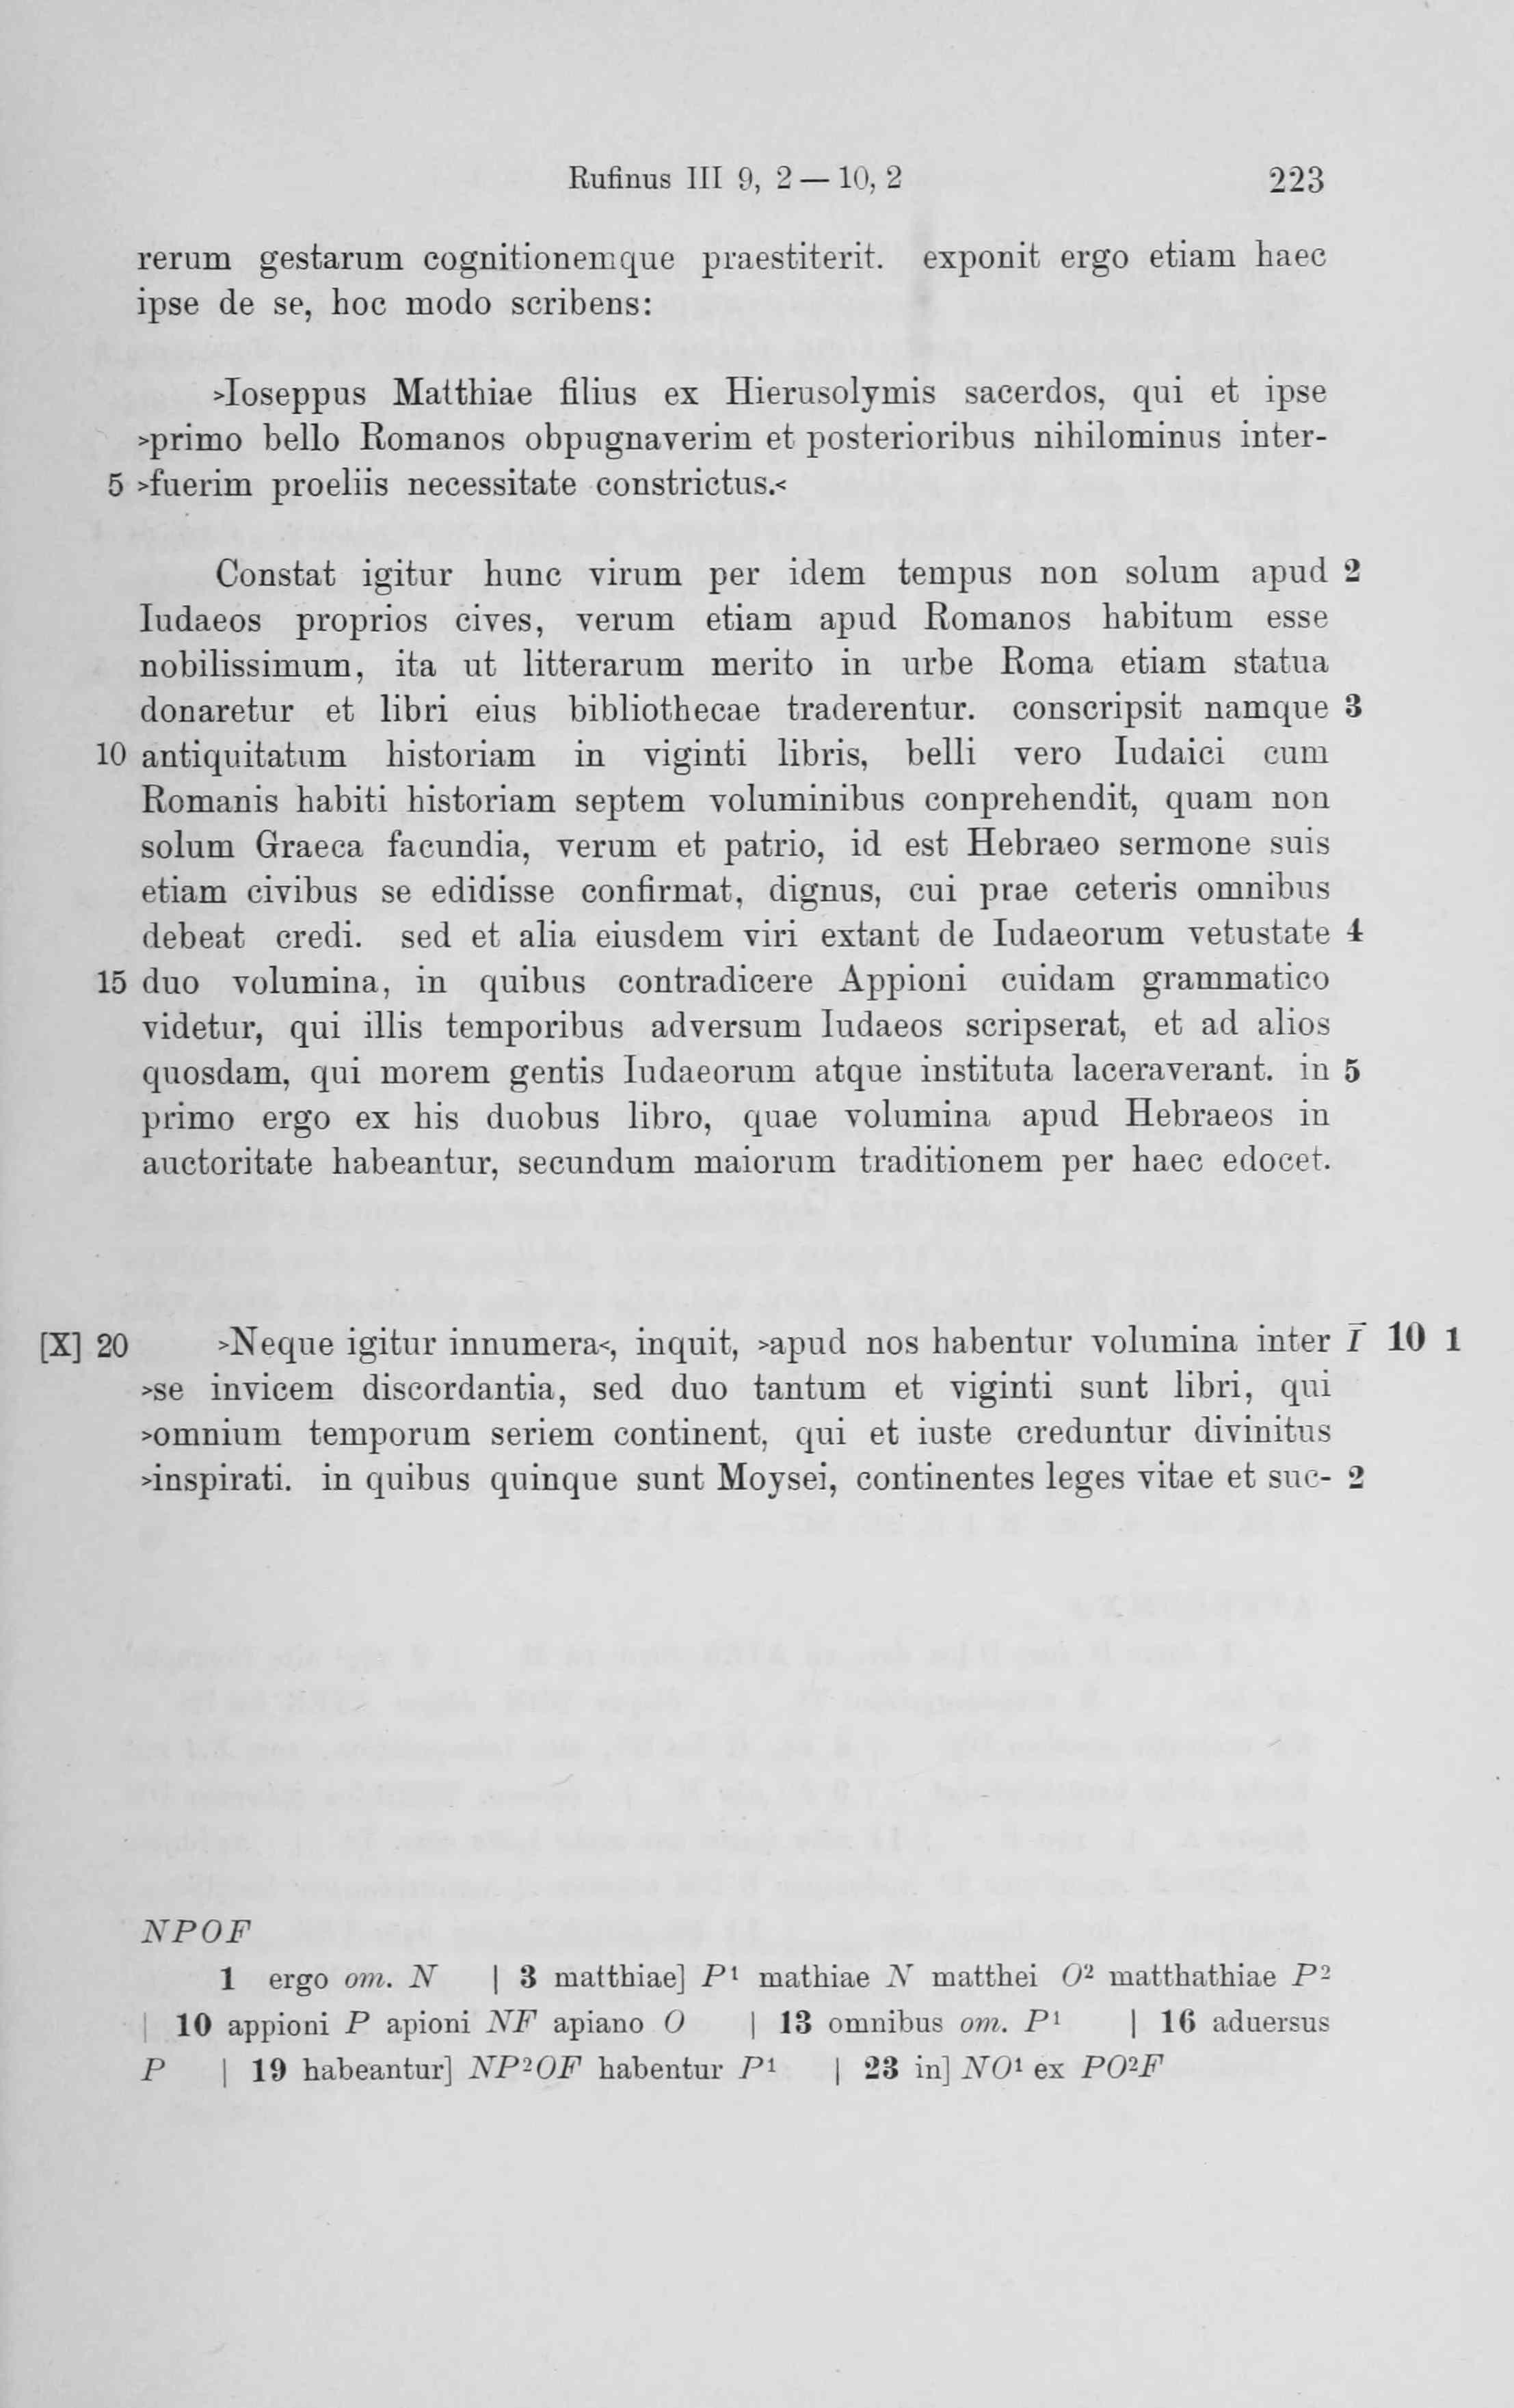 Rufinus III 9, 2 — 10, 2 223
rerum gestarum cognitionemque praestiterit. exponit ergo etiam haec
ipse de se, hoc modo scribens:
>Ioseppus Matthiae filius ex Hierusolymis sacerdos, qui et ipse
>primo bello Romanos obpugnaverim et posterioribus nihilominus inter-
5 >fuerim proeliis necessitate constrictus.<
Constat igitur hunc virum per idem tempus non solum apud 2
Iudaeos proprios cives, verum etiam apud Romanos habitum esse
nobilissimum, ita ut litterarum merito in urbe Roma etiam statua
donaretur et libri eius bibliothecae traderentur. conscripsit namque 3
10 antiquitatum historiam in viginti libris, belli vero Iudaici cum
Romanis habiti historiam septem voluminibus conprehendit, quam non
solum Graeca facundia, verum et patrio, id est Hebraeo sermone suis
etiam civibus se edidisse confirmat, dignus, cui prae ceteris omnibus
debeat credi. sed et alia eiusdem viri extant de Iudaeorum vetustate 4
15 duo volumina, in quibus contradicere Appioni cuidam grammatico
videtur, qui illis temporibus adversum Iudaeos scripserat, et ad alios
quosdam, qui morem gentis Iudaeorum atque instituta laceraverant. in 5
primo ergo ex his duobus libro, quae volumina apud Hebraeos in
auctoritate habeantur, secundum maiorum traditionem per haec edocet.
[X] 20 >Neque igitur innumera<, inquit, >apud nos habentur volumina inter Ī 10 1
>se invicem discordantia, sed duo tantum et viginti sunt libri, qui
>omnium temporum seriem continent, qui et iuste creduntur divinitus
>inspirati. in quibus quinque sunt Moysei, continentes leges vitae et suc- 2
NPOF
1 ergo om. N | 3 matthiae] P¹ mathiae N matthei O² matthathiae P²
| 10 appioni P apioni NF apiano O | 13 omnibus om. P¹ | 16 aduersus
P | 19 habeantur] NP²OF habentur P¹ | 23 in] NO¹ ex PO²F